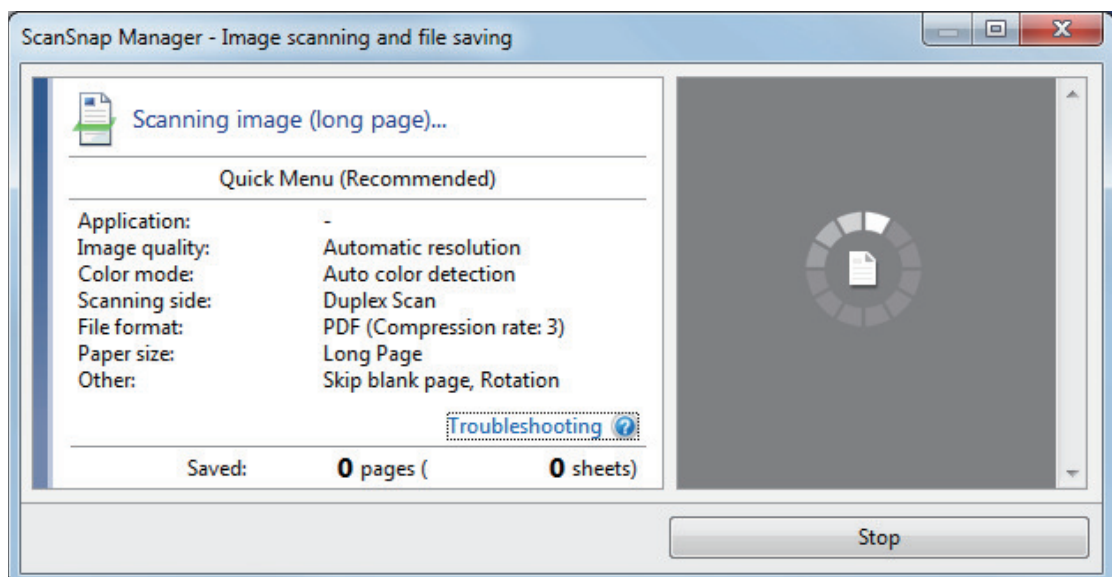 ScanSnap Manager - Image scanning and file saving
Scanning image (long page)...
Quick Menu (Recommended)
Application: -
Image quality: Automatic resolution
Color mode: Auto color detection
Scanning side: Duplex Scan
File format: PDF (Compression rate: 3)
Paper size: Long Page
Other: Skip blank page, Rotation
Troubleshooting ?
Saved: 0 pages ( 0 sheets)
Stop